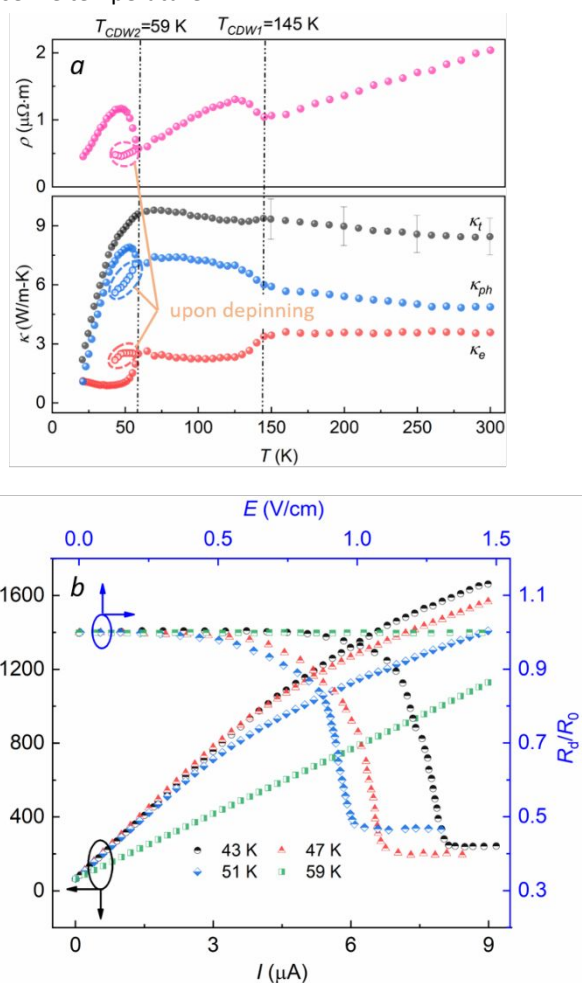 T_CDW2=59 K T_CDW1=145 K
a
ρ (μΩ·m)
2
1
0
κ (W/m-K)
9
6
3
0
κ_t
κ_ph
upon depinning
κ_e
0 50 100 150 200 250 300
T (K)
E (V/cm)
0.0 0.5 1.0 1.5
b
1600
1400
1200
800
400
200
0
1.1
0.9
0.7
0.5
0.3
R_d/R_0
43 K 47 K
51 K 59 K
0 3 6 9
I (μA)